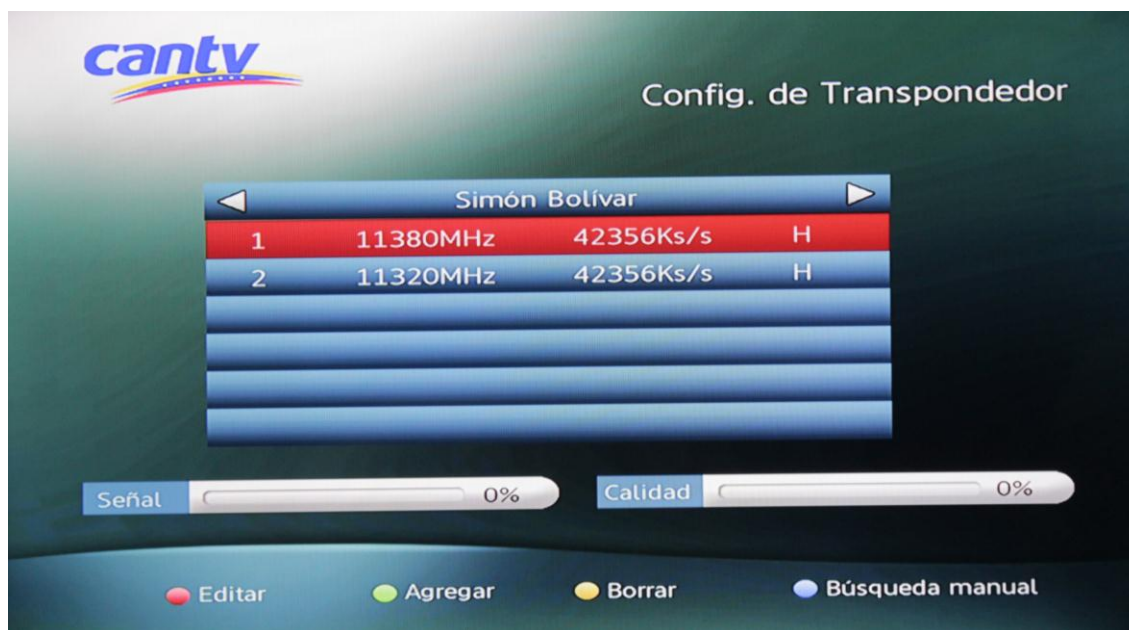 cantv
Config. de Transpondedor
Simón Bolívar
1 11380MHz 42356Ks/s H
2 11320MHz 42356Ks/s H
Señal 0% Calidad 0%
Editar Agregar Borrar Búsqueda manual